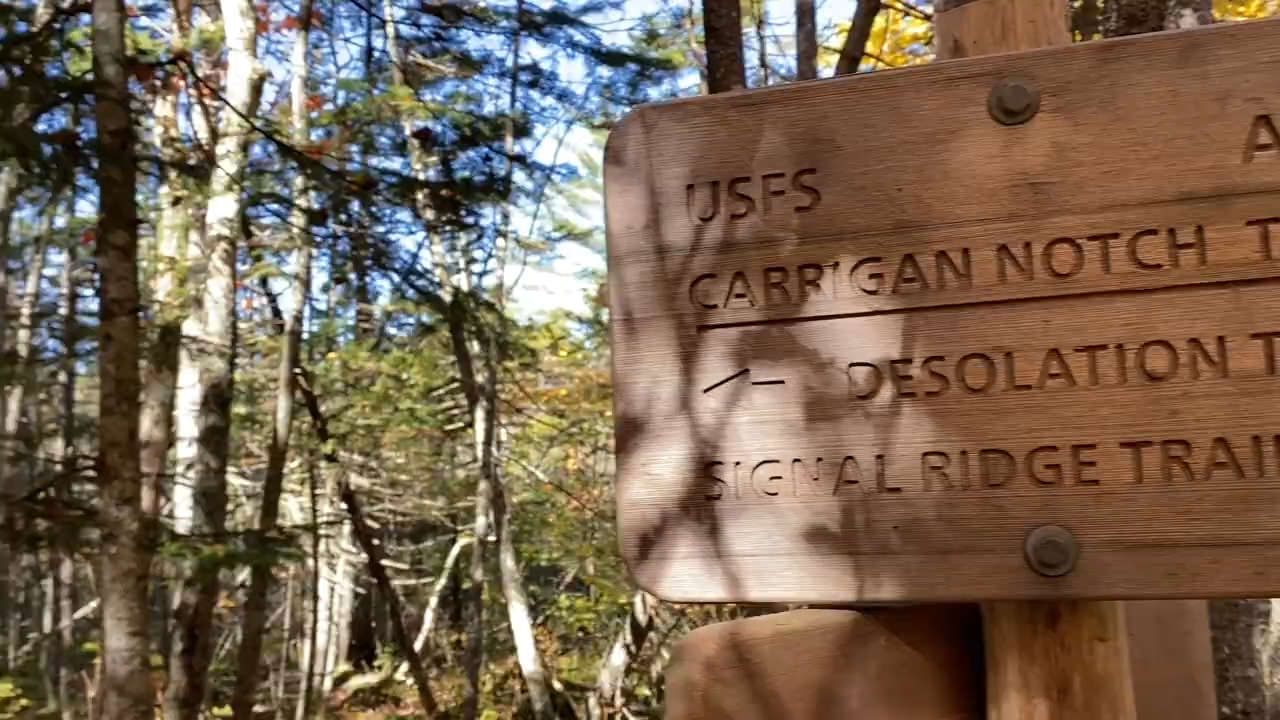 USFS A
CARRIGAN NOTCH T
DESOLATION T
SIGNAL RIDGE TRAI